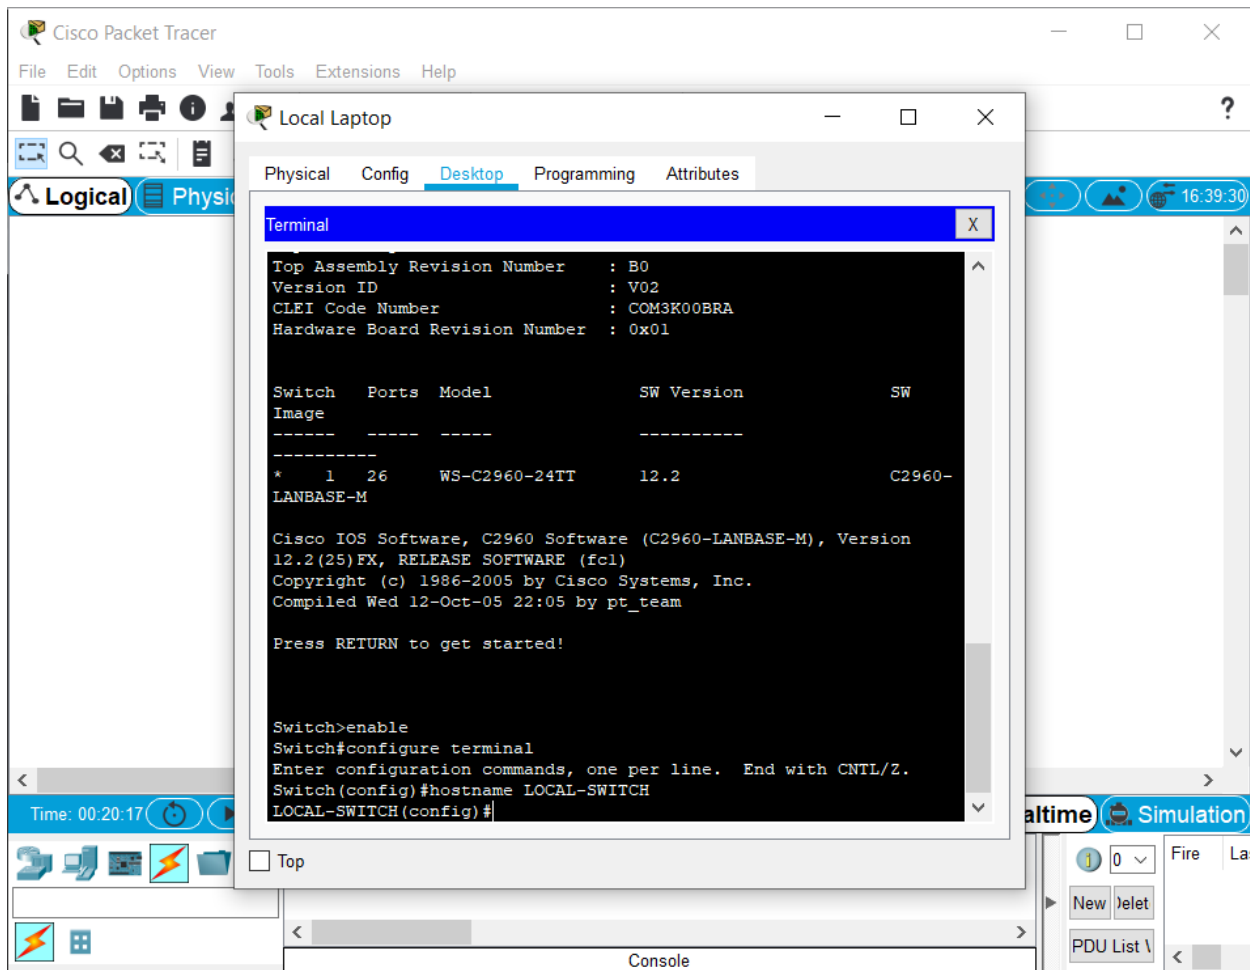 Cisco Packet Tracer
File Edit Options View Tools Extensions Help
Local Laptop
?
Physical Config Desktop Programming Attributes
Logical
16:39:30
Terminal
X
Top Assembly Revision Number : B0
Version ID : V02
CLEI Code Number : COM3K00BRA
Hardware Board Revision Number : 0x01
Switch Ports Model SW Version SW
Image
------ ----- ----- ----------
----------
* 1 26 WS-C2960-24TT 12.2 C2960-
LANBASE-M
Cisco IOS Software, C2960 Software (C2960-LANBASE-M), Version
12.2(25)FX, RELEASE SOFTWARE (fc1)
Copyright (c) 1986-2005 by Cisco Systems, Inc.
Compiled Wed 12-Oct-05 22:05 by pt_team
Press RETURN to get started!
Switch>enable
Switch#configure terminal
Enter configuration commands, one per line. End with CNTL/Z.
Switch(config)#hostname LOCAL-SWITCH
LOCAL-SWITCH(config)#
Time: 00:20:17
Simulation
Top
0
Fire
New
PDU List
Console